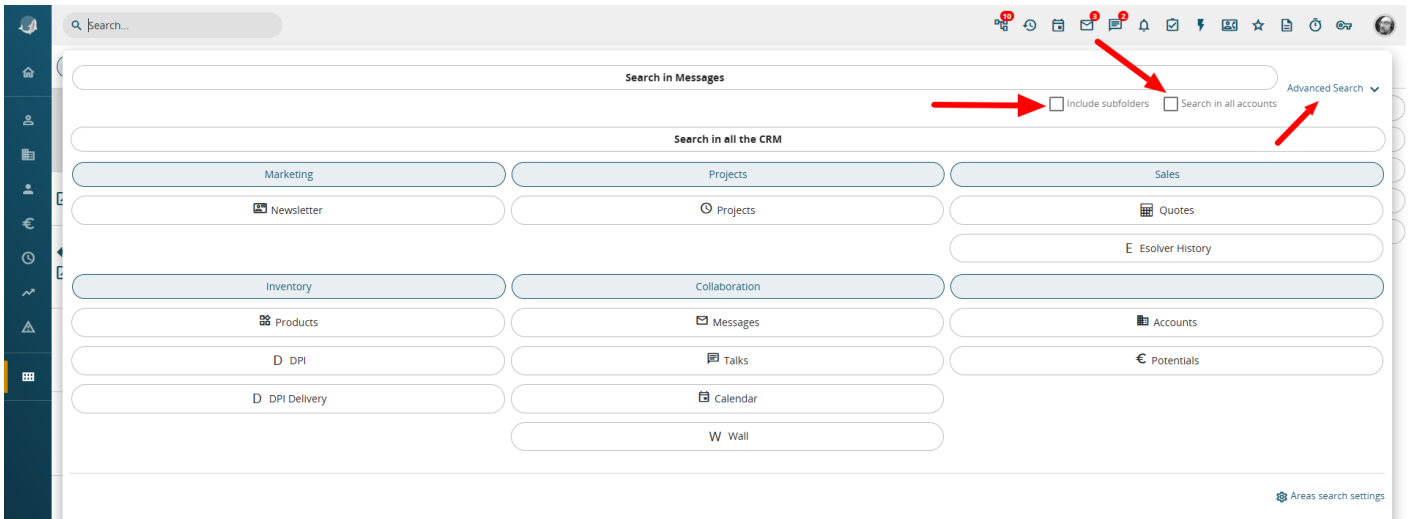 Search...
10
3
2
Search in Messages
Advanced Search
Include subfolders
Search in all accounts
Search in all the CRM
Marketing
Projects
Sales
Newsletter
Projects
Quotes
E Esolver History
Inventory
Collaboration
Products
Messages
Accounts
D DPI
Talks
Potentials
D DPI Delivery
Calendar
W Wall
Areas search settings